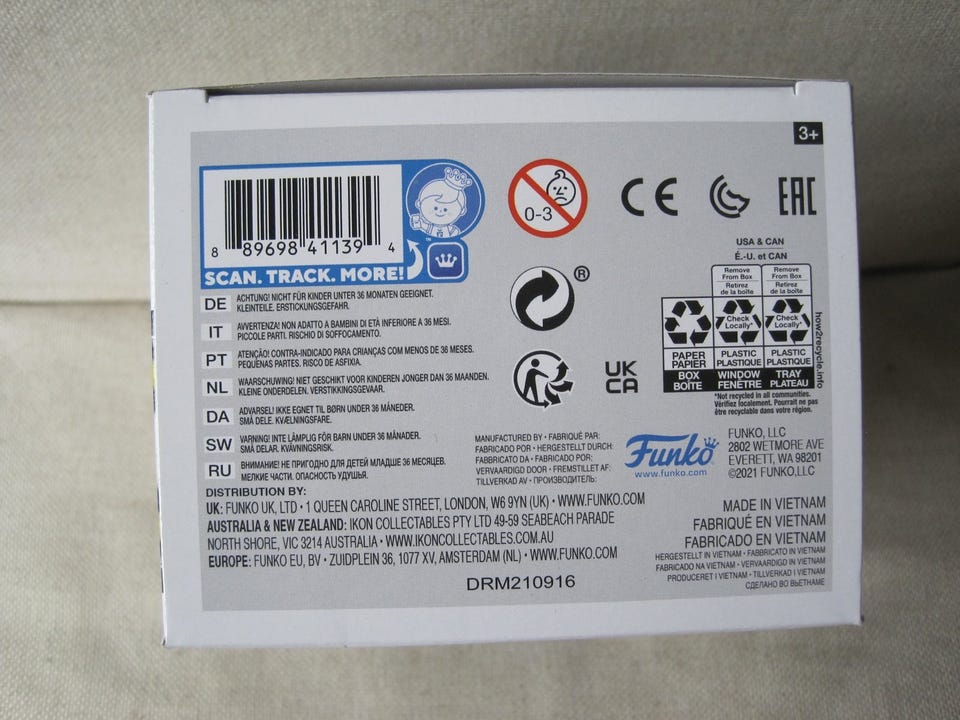 3+
8 89698 41139 4
SCAN. TRACK. MORE!
™
0-3
CE
EAC
®
UK
CA
USA & CAN
É.-U. et CAN
Remove From Box
Retirez de la boîte
Remove From Box
Retirez de la boîte
Check Locally*
Check Locally*
PAPER
PAPIER
PLASTIC
PLASTIQUE
PLASTIC
PLASTIQUE
BOX
BOÎTE
WINDOW
FENÊTRE
TRAY
PLATEAU
how2recycle.info
*Not recycled in all communities.
Vérifiez localement. Pourrait ne pas
être recyclable dans votre région.
DE ACHTUNG! NICHT FÜR KINDER UNTER 36 MONATEN GEEIGNET.
KLEINTEILE. ERSTICKUNGSGEFAHR.
IT AVVERTENZA! NON ADATTO A BAMBINI DI ETÀ INFERIORE A 36 MESI.
PICCOLE PARTI. RISCHIO DI SOFFOCAMENTO.
PT ATENÇÃO! CONTRA-INDICADO PARA CRIANÇAS COM MENOS DE 36 MESES.
PEQUENAS PARTES. RISCO DE ASFIXIA.
NL WAARSCHUWING! NIET GESCHIKT VOOR KINDEREN JONGER DAN 36 MAANDEN.
KLEINE ONDERDELEN. VERSTIKKINGSGEVAAR.
DA ADVARSEL! IKKE EGNET TIL BØRN UNDER 36 MÅNEDER.
SMÅ DELE. KVÆLNINGSFARE.
SW VARNING! INTE LÄMPLIG FÖR BARN UNDER 36 MÅNADER.
SMÅ DELAR. KVÄVNINGSRISK.
RU ВНИМАНИЕ! НЕ ПРИГОДНО ДЛЯ ДЕТЕЙ МЛАДШЕ 36 МЕСЯЦЕВ.
МЕЛКИЕ ЧАСТИ. ОПАСНОСТЬ УДУШЬЯ.
MANUFACTURED BY • FABRIQUÉ PAR:
FABRICADO POR • HERGESTELLT DURCH:
FABBRICATO DA • FABRICADO POR:
VERVAARDIGD DOOR • FREMSTILLET AF:
TILLVERKAD AV • ПРОИЗВОДИТЕЛЬ:
Funko
www.funko.com
FUNKO, LLC
2802 WETMORE AVE
EVERETT, WA 98201
©2021 FUNKO,LLC
DISTRIBUTION BY:
UK: FUNKO UK, LTD • 1 QUEEN CAROLINE STREET, LONDON, W6 9YN (UK) • WWW.FUNKO.COM
AUSTRALIA & NEW ZEALAND: IKON COLLECTABLES PTY LTD 49-59 SEABEACH PARADE
NORTH SHORE, VIC 3214 AUSTRALIA • WWW.IKONCOLLECTABLES.COM.AU
EUROPE: FUNKO EU, BV • ZUIDPLEIN 36, 1077 XV, AMSTERDAM (NL) • WWW.FUNKO.COM
MADE IN VIETNAM
FABRIQUÉ EN VIETNAM
FABRICADO EN VIETNAM
HERGESTELLT IN VIETNAM • FABBRICATO IN VIETNAM
FABRICADO NA VIETNAM • VERVAARDIGD IN VIETNAM
PRODUCERET I VIETNAM • TILLVERKAD I VIETNAM
СДЕЛАНО ВО ВЬЕТНАМЕ
DRM210916